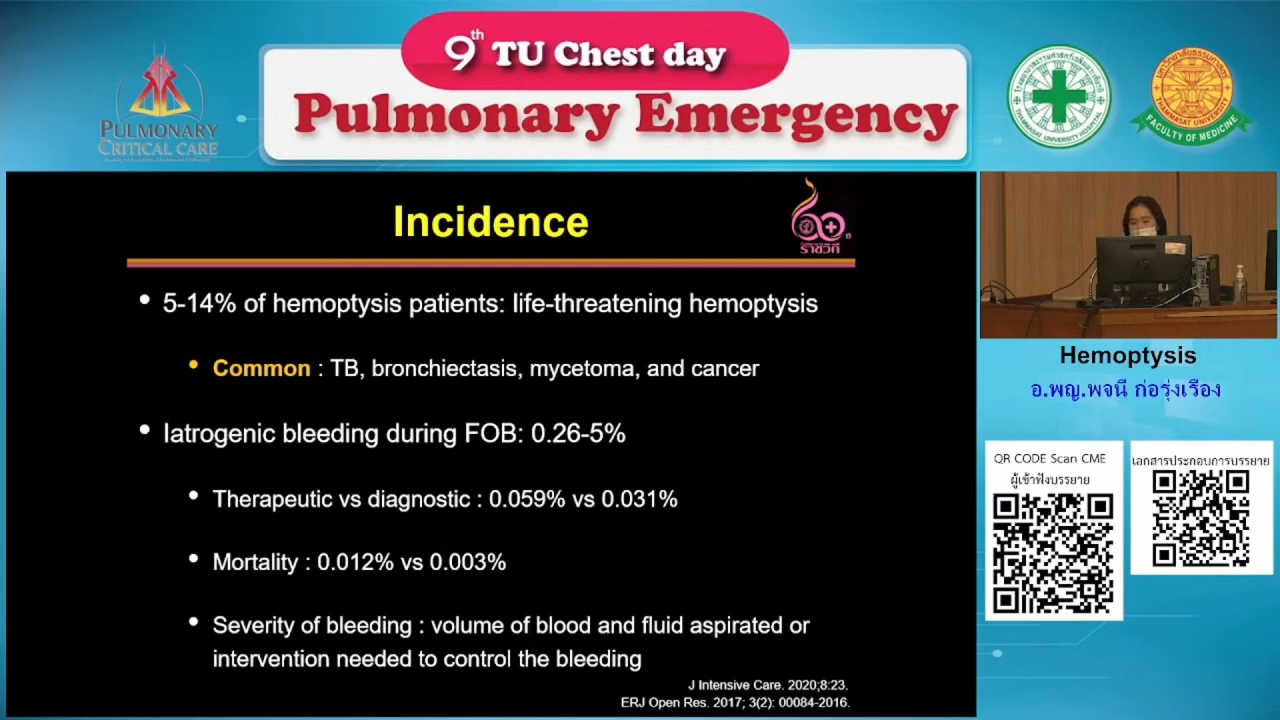 9th TU Chest day
Pulmonary Emergency
PULMONARY
CRITICAL CARE
THAMMASAT UNIVERSITY
FACULTY OF MEDICINE
Incidence
ราชวิถี
• 5-14% of hemoptysis patients: life-threatening hemoptysis
• Common : TB, bronchiectasis, mycetoma, and cancer
• Iatrogenic bleeding during FOB: 0.26-5%
• Therapeutic vs diagnostic : 0.059% vs 0.031%
• Mortality : 0.012% vs 0.003%
• Severity of bleeding : volume of blood and fluid aspirated or
intervention needed to control the bleeding
J Intensive Care. 2020;8:23.
ERJ Open Res. 2017; 3(2): 00084-2016.
Hemoptysis
อ.พญ.พจนี ก่อรุ่งเรือง
QR CODE Scan CME
ผู้เข้าฟังบรรยาย
เอกสารประกอบการบรรยาย